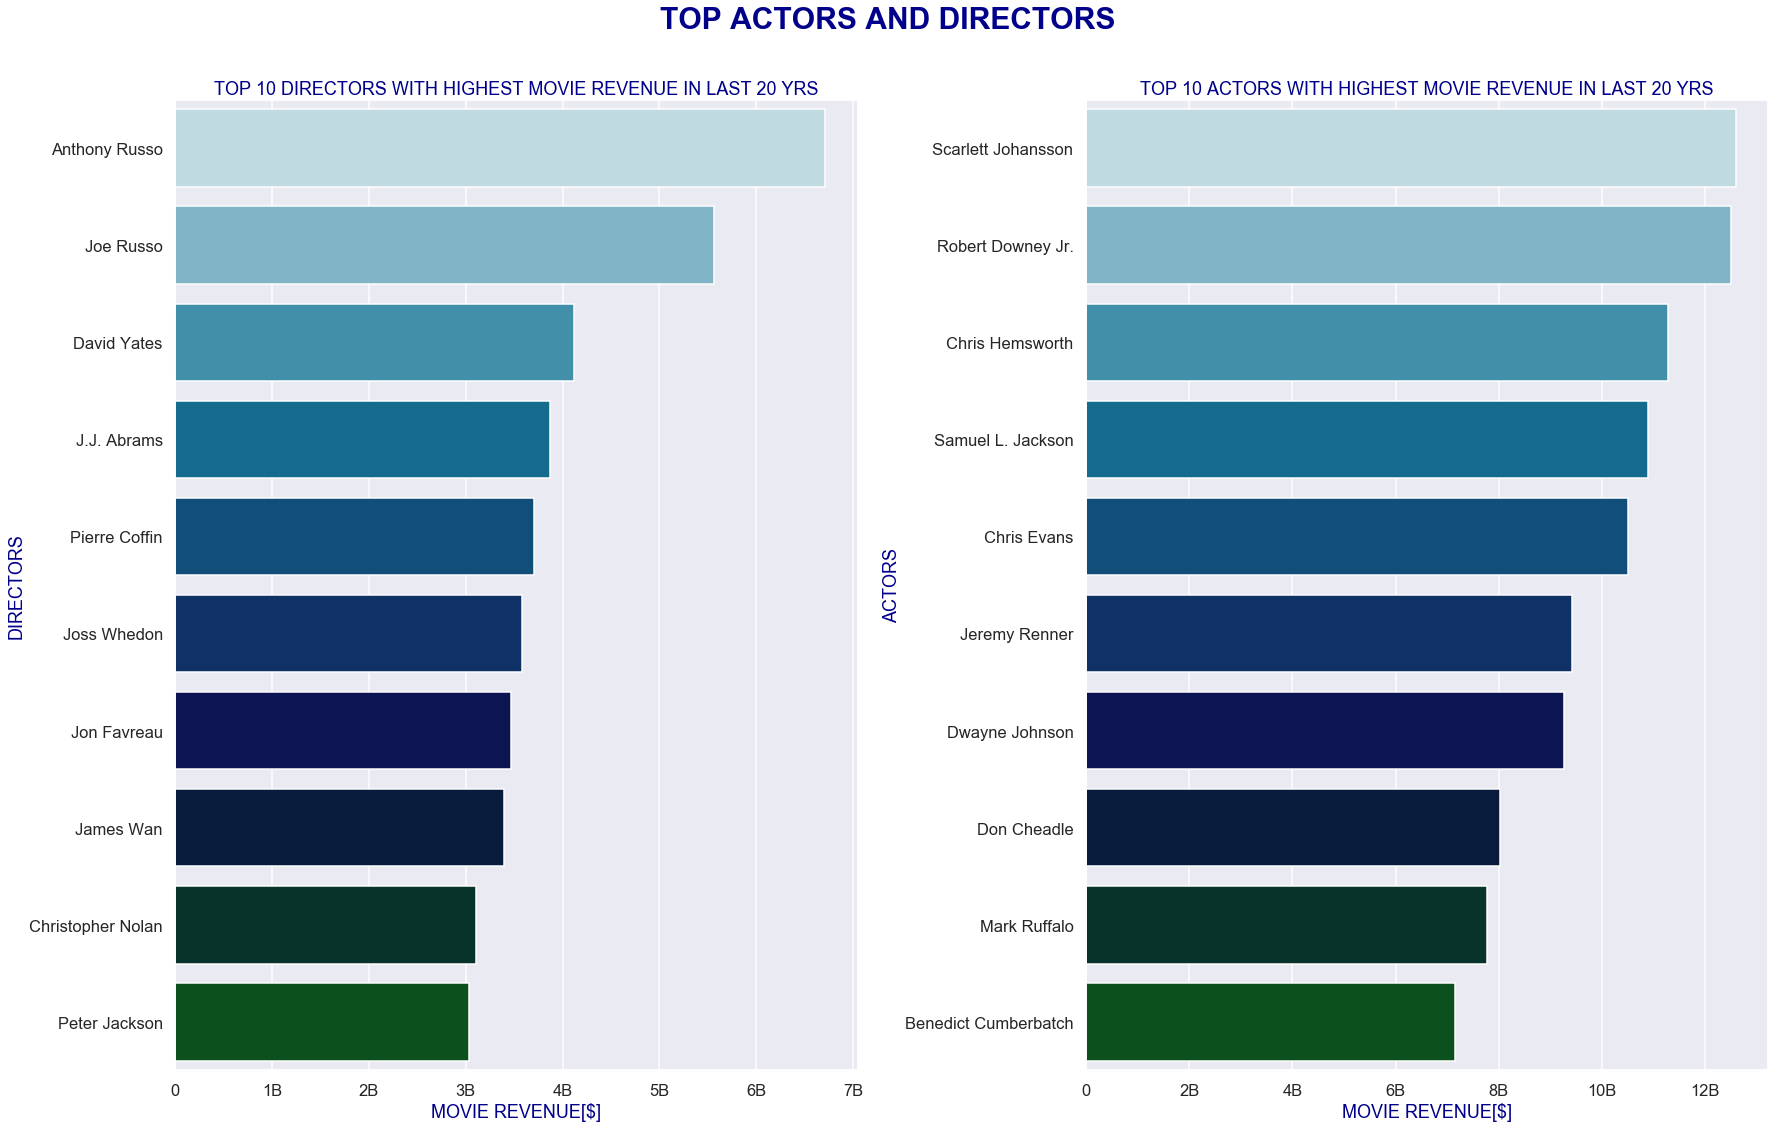 TOP ACTORS AND DIRECTORS
TOP 10 DIRECTORS WITH HIGHEST MOVIE REVENUE IN LAST 20 YRS
DIRECTORS
Anthony Russo
Joe Russo
David Yates
J.J. Abrams
Pierre Coffin
Joss Whedon
Jon Favreau
James Wan
Christopher Nolan
Peter Jackson
0 1B 2B 3B 4B 5B 6B 7B
MOVIE REVENUE[$]
TOP 10 ACTORS WITH HIGHEST MOVIE REVENUE IN LAST 20 YRS
ACTORS
Scarlett Johansson
Robert Downey Jr.
Chris Hemsworth
Samuel L. Jackson
Chris Evans
Jeremy Renner
Dwayne Johnson
Don Cheadle
Mark Ruffalo
Benedict Cumberbatch
0 2B 4B 6B 8B 10B 12B
MOVIE REVENUE[$]